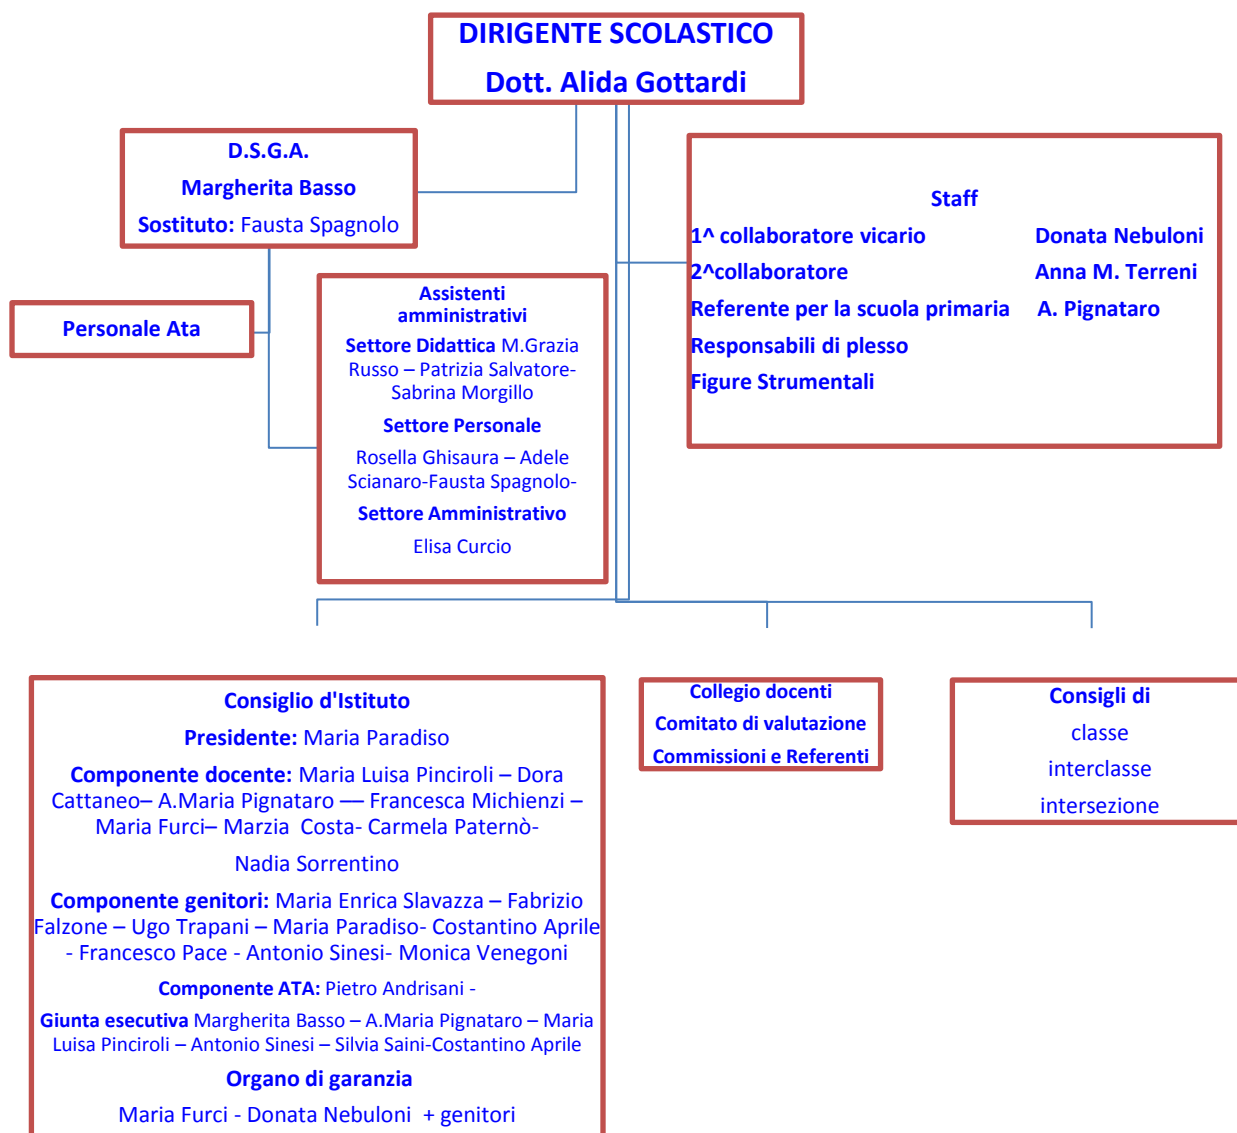 DIRIGENTE SCOLASTICO
Dott. Alida Gottardi
D.S.G.A.
Margherita Basso
Sostituto: Fausta Spagnolo
Staff
1^ collaboratore vicario Donata Nebuloni
2^collaboratore Anna M. Terreni
Referente per la scuola primaria A. Pignataro
Responsabili di plesso
Figure Strumentali
Personale Ata
Assistenti
amministrativi
Settore Didattica M.Grazia
Russo – Patrizia Salvatore-
Sabrina Morgillo
Settore Personale
Rosella Ghisaura – Adele
Scianaro-Fausta Spagnolo-
Settore Amministrativo
Elisa Curcio
Consiglio d'Istituto
Presidente: Maria Paradiso
Componente docente: Maria Luisa Pinciroli – Dora
Cattaneo– A.Maria Pignataro –– Francesca Michienzi –
Maria Furci– Marzia  Costa- Carmela Paternò-
Nadia Sorrentino
Componente genitori: Maria Enrica Slavazza – Fabrizio
Falzone – Ugo Trapani – Maria Paradiso- Costantino Aprile
- Francesco Pace - Antonio Sinesi- Monica Venegoni
Componente ATA: Pietro Andrisani -
Giunta esecutiva Margherita Basso – A.Maria Pignataro – Maria
Luisa Pinciroli – Antonio Sinesi – Silvia Saini-Costantino Aprile
Organo di garanzia
Maria Furci - Donata Nebuloni  + genitori
Collegio docenti
Comitato di valutazione
Commissioni e Referenti
Consigli di
classe
interclasse
intersezione